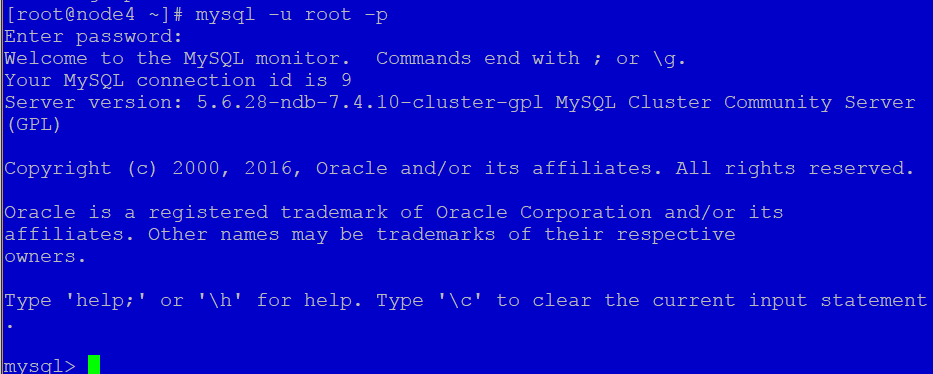 [root@node4 ~]# mysql -u root -p
Enter password:
Welcome to the MySQL monitor.  Commands end with ; or \g.
Your MySQL connection id is 9
Server version: 5.6.28-ndb-7.4.10-cluster-gpl MySQL Cluster Community Server
(GPL)

Copyright (c) 2000, 2016, Oracle and/or its affiliates. All rights reserved.

Oracle is a registered trademark of Oracle Corporation and/or its
affiliates. Other names may be trademarks of their respective
owners.

Type 'help;' or '\h' for help. Type '\c' to clear the current input statement
.

mysql>